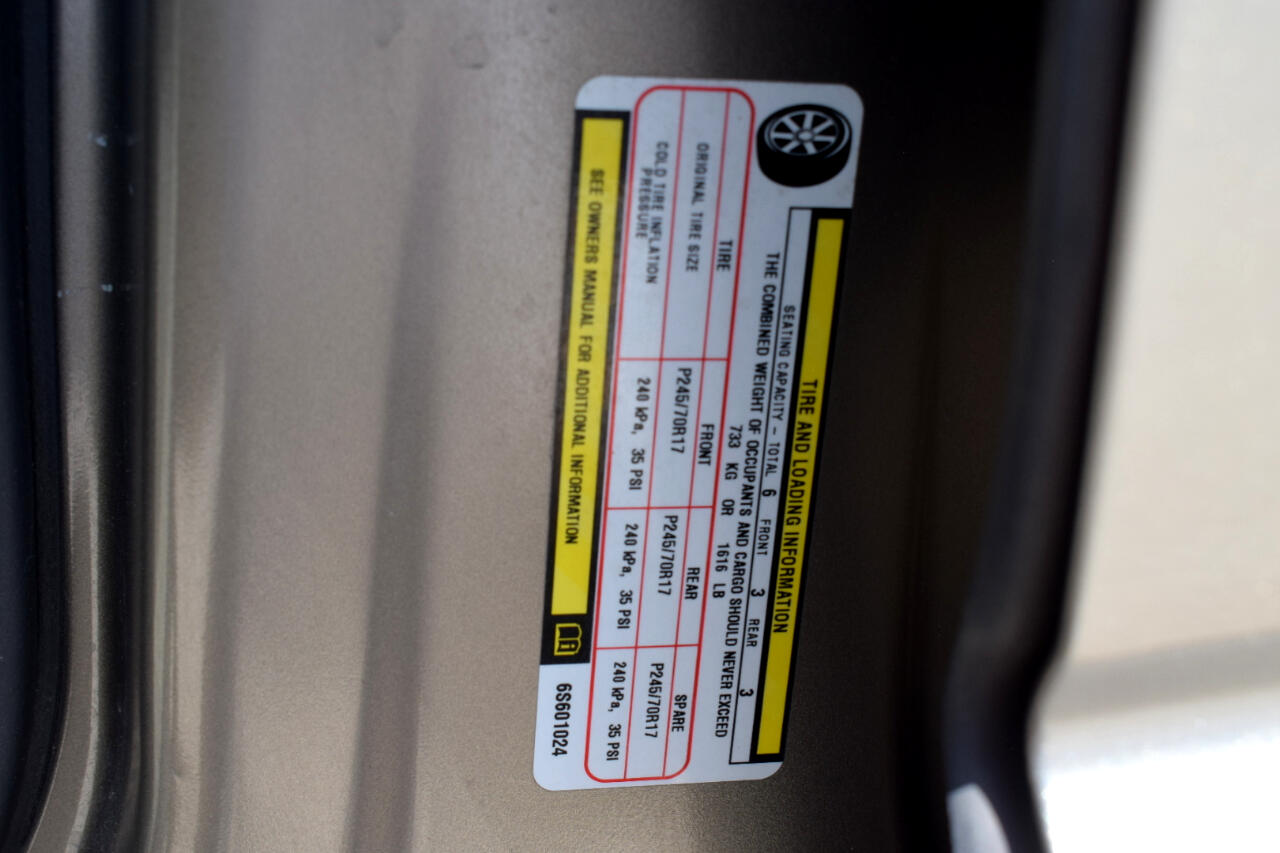 TIRE AND LOADING INFORMATION
SEATING CAPACITY – TOTAL 6 FRONT 3 REAR 3
THE COMBINED WEIGHT OF OCCUPANTS AND CARGO SHOULD NEVER EXCEED
733 KG OR 1616 LB
TIRE FRONT REAR SPARE
ORIGINAL TIRE SIZE P245/70R17 P245/70R17 P245/70R17
COLD TIRE INFLATION 240 kPa, 35 PSI 240 kPa, 35 PSI 240 kPa, 35 PSI
PRESSURE
SEE OWNERS MANUAL FOR ADDITIONAL INFORMATION
6S601024